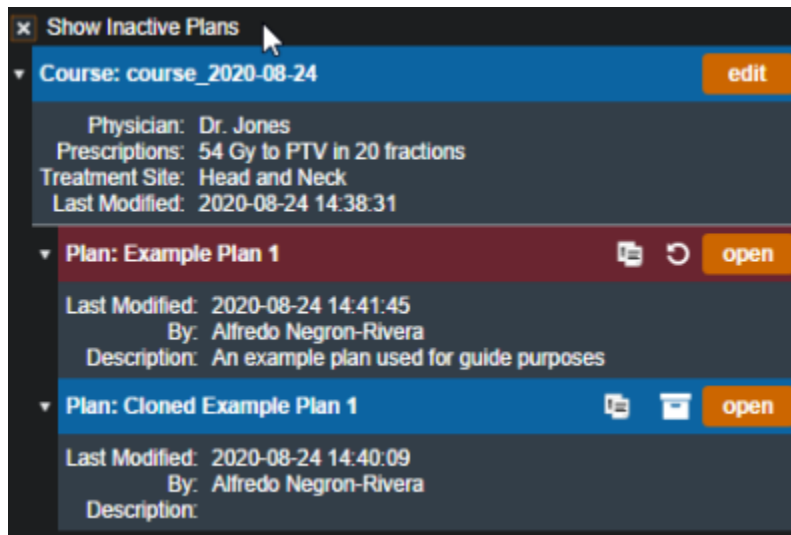 Show Inactive Plans
Course: course_2020-08-24 edit
Physician: Dr. Jones
Prescriptions: 54 Gy to PTV in 20 fractions
Treatment Site: Head and Neck
Last Modified: 2020-08-24 14:38:31
Plan: Example Plan 1 open
Last Modified: 2020-08-24 14:41:45
By: Alfredo Negron-Rivera
Description: An example plan used for guide purposes
Plan: Cloned Example Plan 1 open
Last Modified: 2020-08-24 14:40:09
By: Alfredo Negron-Rivera
Description: